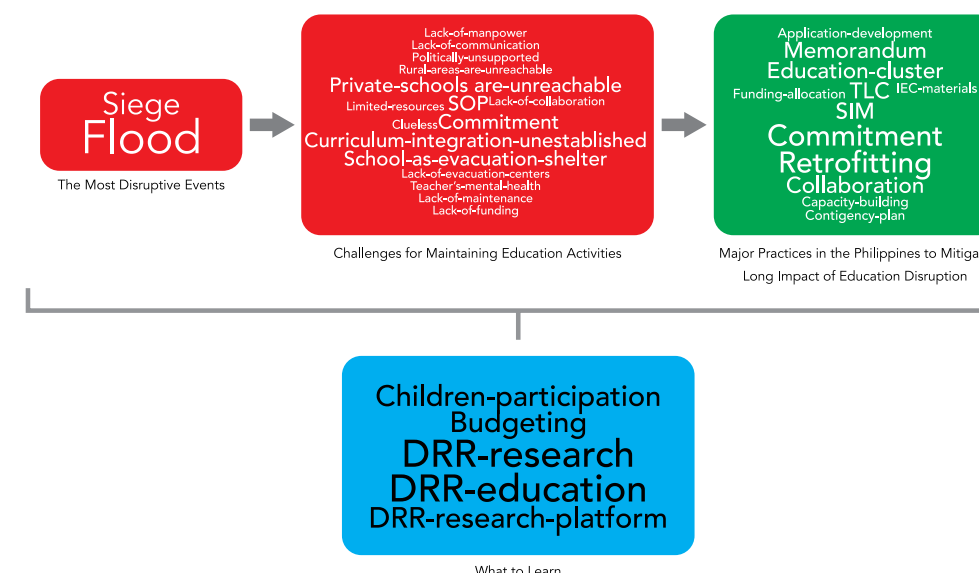 Siege
Flood
The Most Disruptive Events
Lack-of-manpower
Lack-of-communication
Politically-unsupported
Rural-areas-are-unreachable
Private-schools are-unreachable
Limited-resources SOP Lack-of-collaboration
Clueless Commitment
Curriculum-integration-unestablished
School-as-evacuation-shelter
Lack-of-evacuation-centers
Teacher's-mental-health
Lack-of-maintenance
Lack-of-funding
Challenges for Maintaining Education Activities
Application-development
Memorandum
Education-cluster
Funding-allocation TLC IEC-materials
SIM
Commitment
Retrofitting
Collaboration
Capacity-building
Contigency-plan
Major Practices in the Philippines to Mitiga
Long Impact of Education Disruption
Children-participation
Budgeting
DRR-research
DRR-education
DRR-research-platform
What to Learn